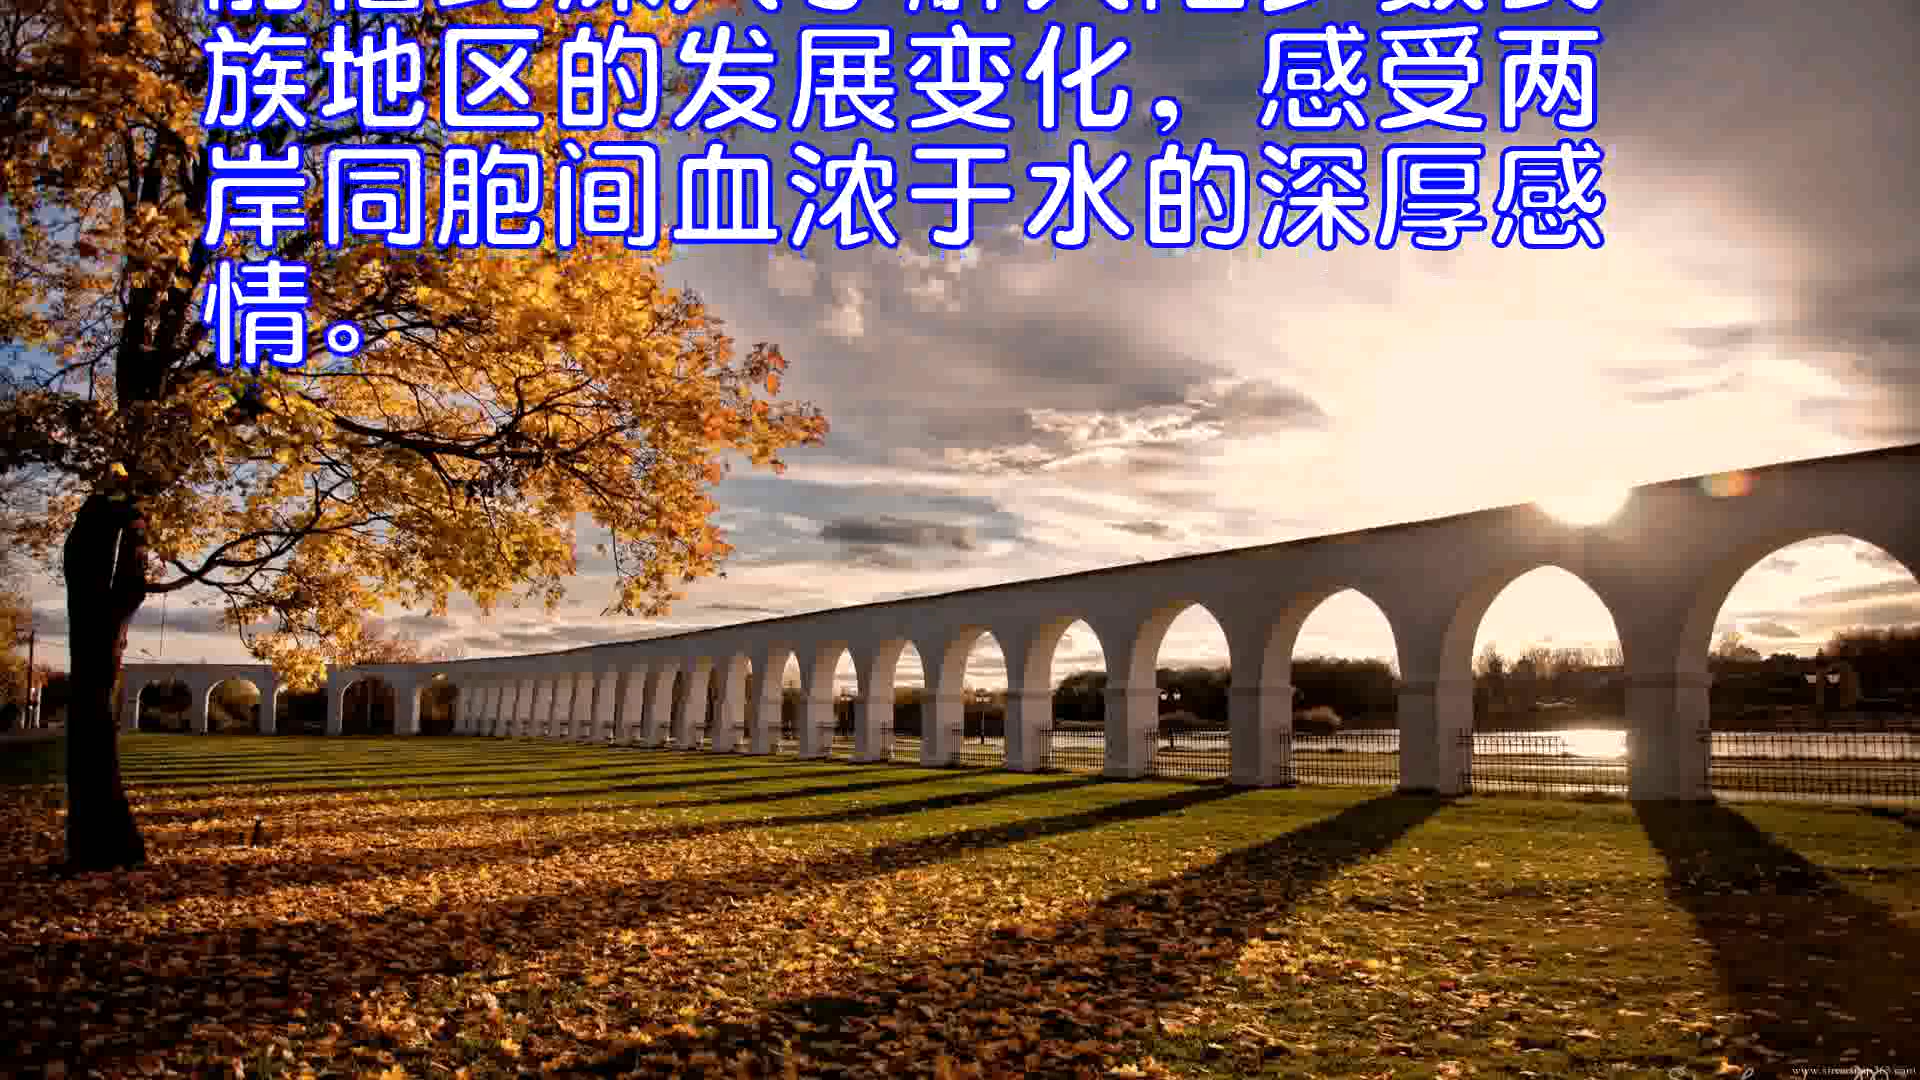 族地区的发展变化，感受两
岸同胞间血浓于水的深厚感
情。